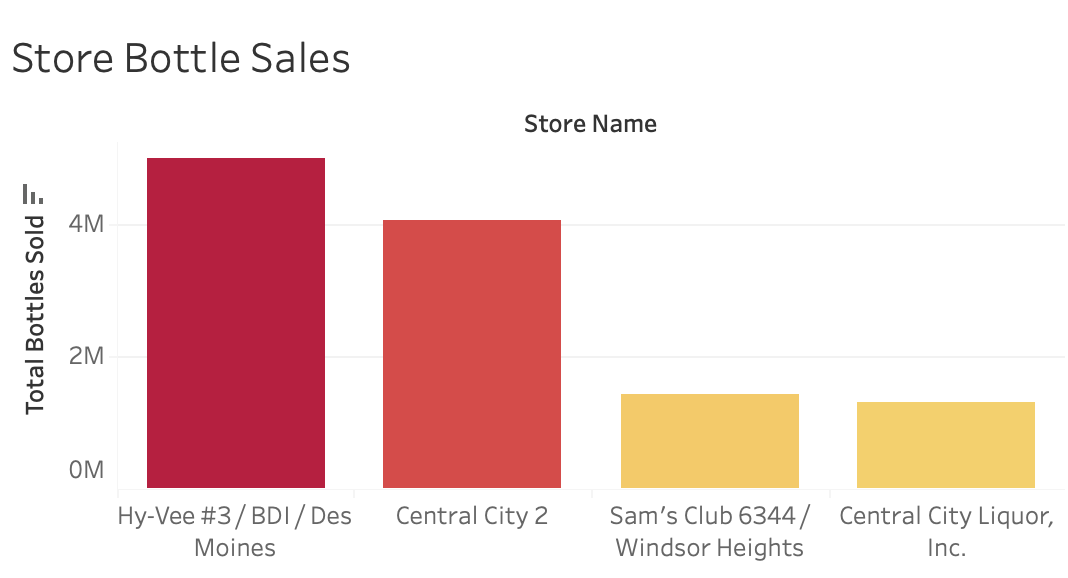 Store Bottle Sales
Store Name
Total Bottles Sold
4M
2M
0M
Hy-Vee #3 / BDI / Des
Moines
Central City 2
Sam's Club 6344 /
Windsor Heights
Central City Liquor,
Inc.